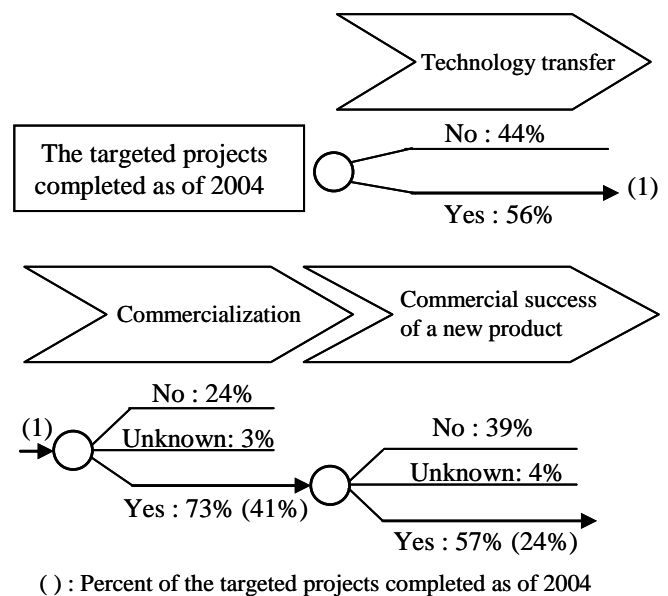 Technology transfer
The targeted projects
completed as of 2004
No : 44%
(1)
Yes : 56%
Commercialization
Commercial success
of a new product
No : 24%
(1)
Unknown: 3%
Yes : 73% (41%)
No : 39%
Unknown: 4%
Yes : 57% (24%)
( ) : Percent of the targeted projects completed as of 2004